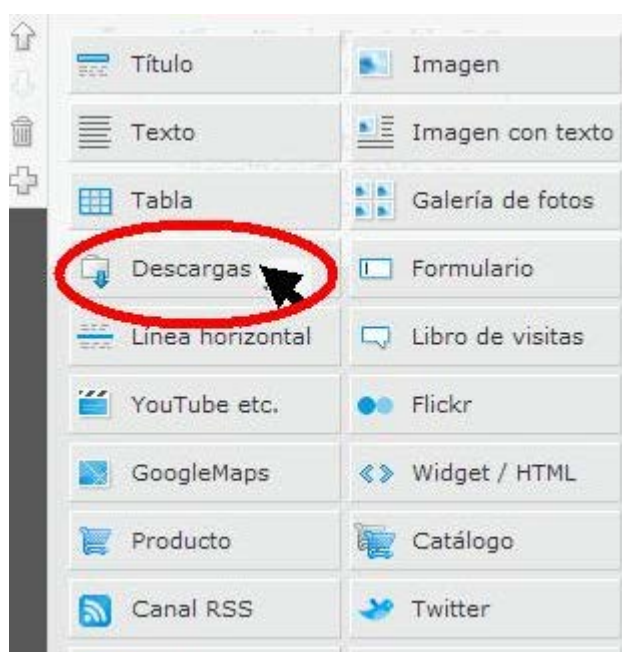 Título
Imagen
Texto
Imagen con texto
Tabla
Galería de fotos
Descargas
Formulario
Línea horizontal
Libro de visitas
YouTube etc.
Flickr
GoogleMaps
Widget / HTML
Producto
Catálogo
Canal RSS
Twitter